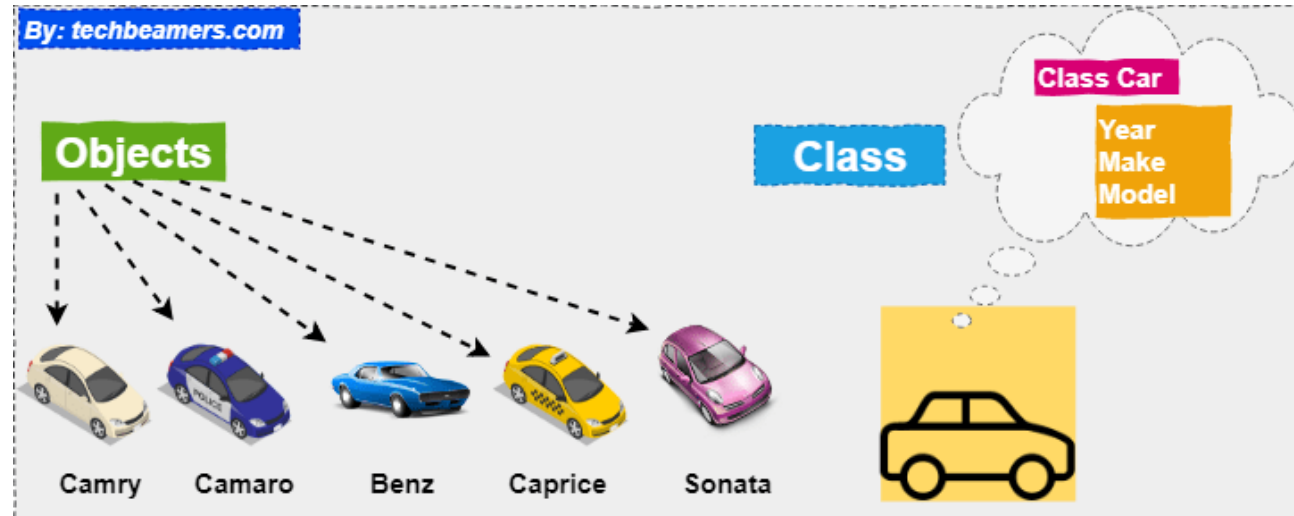 By: techbeamers.com
Class Car
Year
Make
Model
Objects
Class
POLICE
Camry
Camaro
Benz
Caprice
Sonata